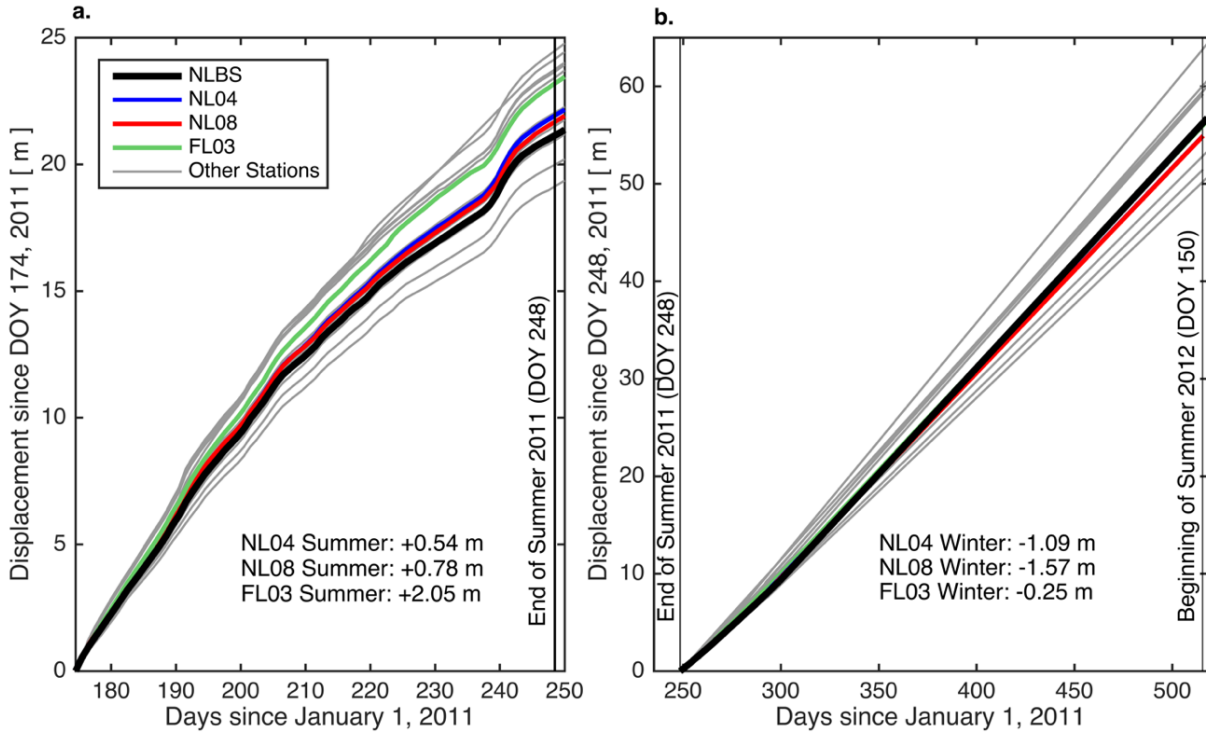 a.
Displacement since DOY 174, 2011 [ m ]
25
20
15
10
5
0
NLBS
NL04
NL08
FL03
Other Stations
NL04 Summer: +0.54 m
NL08 Summer: +0.78 m
FL03 Summer: +2.05 m
End of Summer 2011 (DOY 248)
180 190 200 210 220 230 240 250
Days since January 1, 2011
b.
Displacement since DOY 248, 2011 [ m ]
60
50
40
30
20
10
0
End of Summer 2011 (DOY 248)
NL04 Winter: -1.09 m
NL08 Winter: -1.57 m
FL03 Winter: -0.25 m
Beginning of Summer 2012 (DOY 150)
250 300 350 400 450 500
Days since January 1, 2011